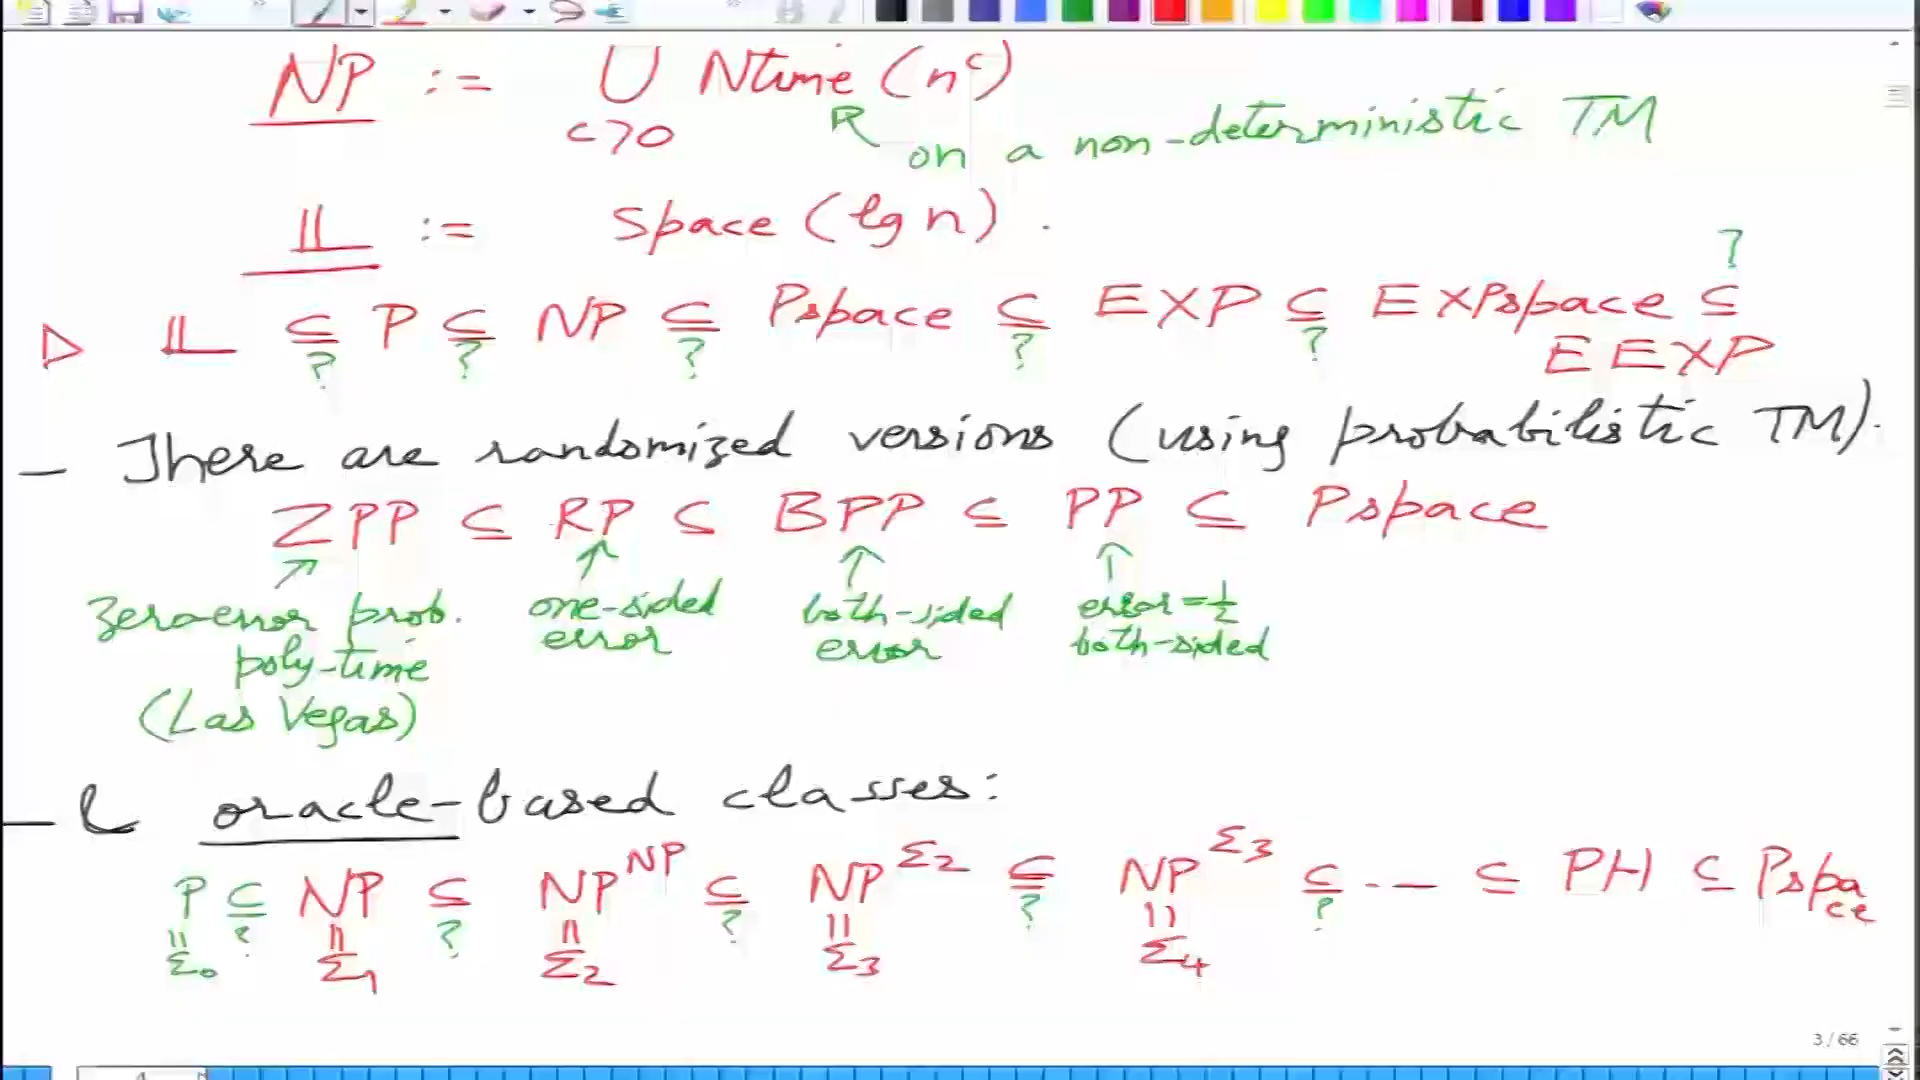 NP := ∪ Ntime (n^c)
c>0
on a non-deterministic TM
𝕃 := Space (lg n).
?
▷ 𝕃 ⊆ P ⊆ NP ⊆ Pspace ⊆ EXP ⊆ EXPspace ⊆
? ? ? ? ?
EEXP
- There are randomized versions (using probabilistic TM).
ZPP ⊆ RP ⊆ BPP ⊆ PP ⊆ Pspace
zero-error prob. one-sided both-sided error = 1/2
poly-time error error both-sided
(Las Vegas)
- & oracle-based classes:
P ⊆ NP ⊆ NP^NP ⊆ NP^Σ2 ⊆ NP^Σ3 ⊆ -- ⊆ PH ⊆ Pspace
? ? ? ? ?
= = = = =
Σ0 Σ1 Σ2 Σ3 Σ4
3 / 66